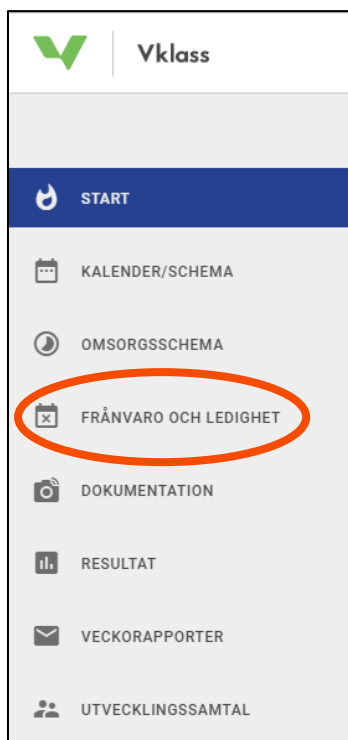 Vklass
START
KALENDER/SCHEMA
OMSORGSSCHEMA
FRÅNVARO OCH LEDIGHET
DOKUMENTATION
RESULTAT
VECKORAPPORTER
UTVECKLINGSSAMTAL